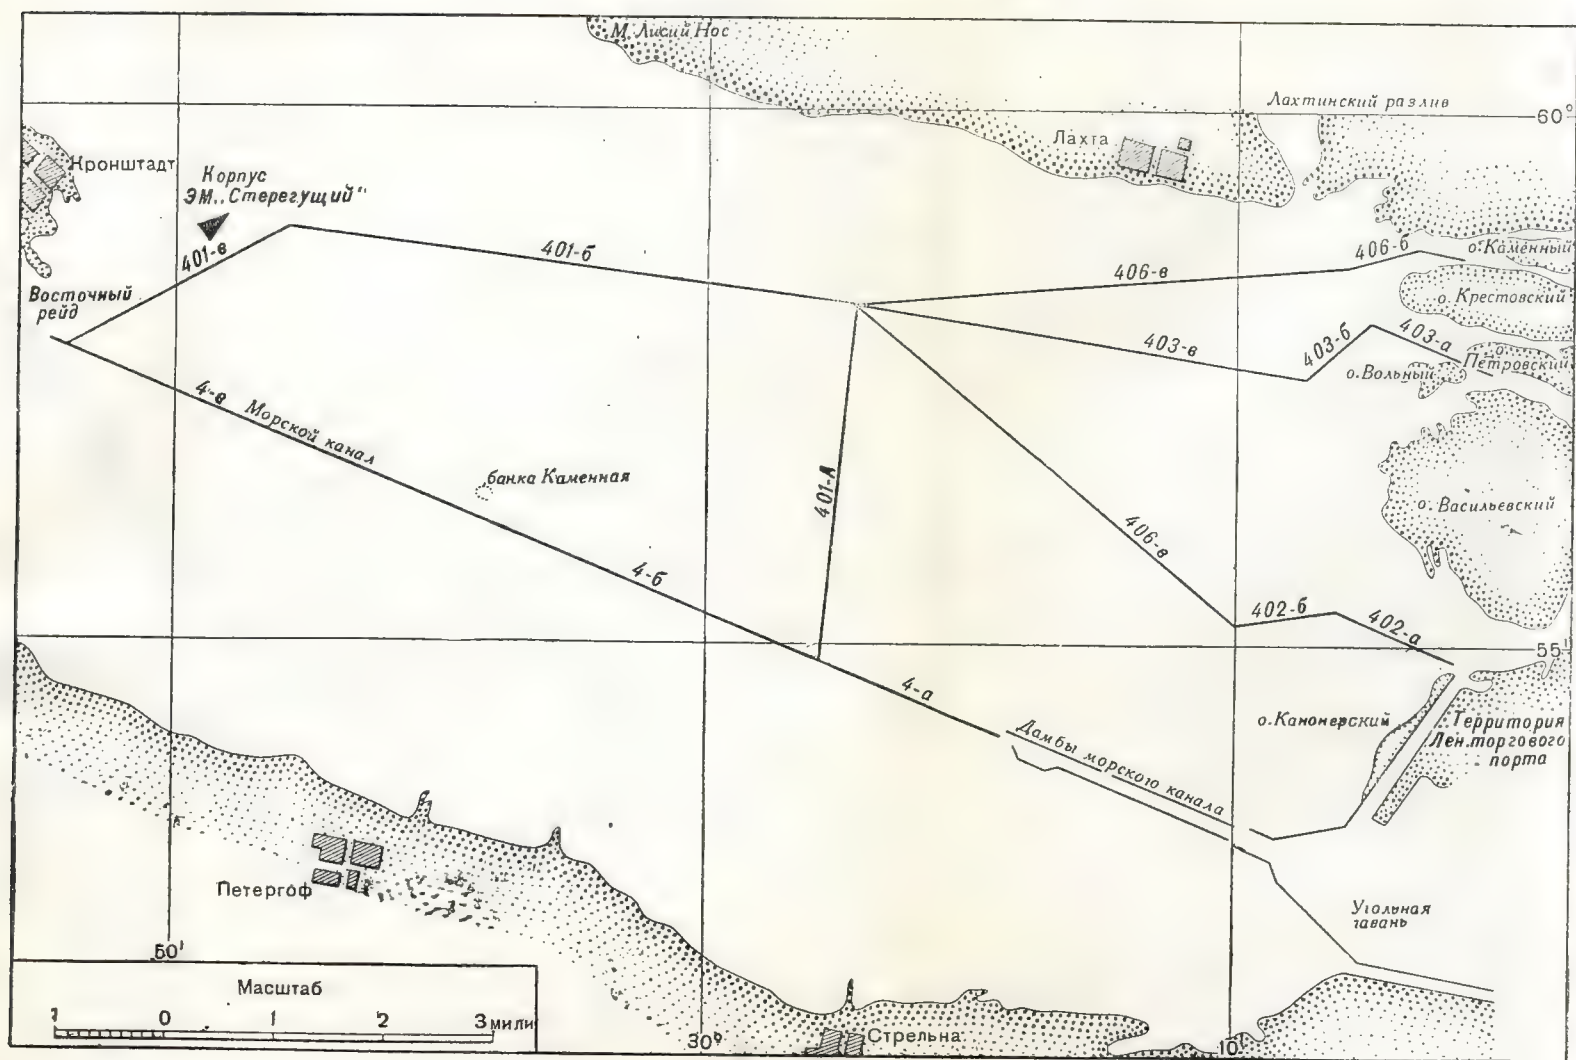 М. Лисий Нос
Лахтинский разлив
60°
Лахта
Кронштадт
Корпус
ЭМ „Стерегущий"
401-в
401-б
406-в
406-б
о. Каменный
Восточный
рейд
о. Крестовский
403-в
403-б
403-а
о. Петровский
о. Вольный
4-в
Морской канал
банка Каменная
401-А
406-в
о. Васильевский
4-б
402-б
402-а
55'
4-а
о. Канонерский
Территория
Лен. торгового
порта
Дамбы морского канала
Петергоф
Угольная
гавань
50'
Масштаб
1 0 1 2 3 мили
30°
Стрельна
10'